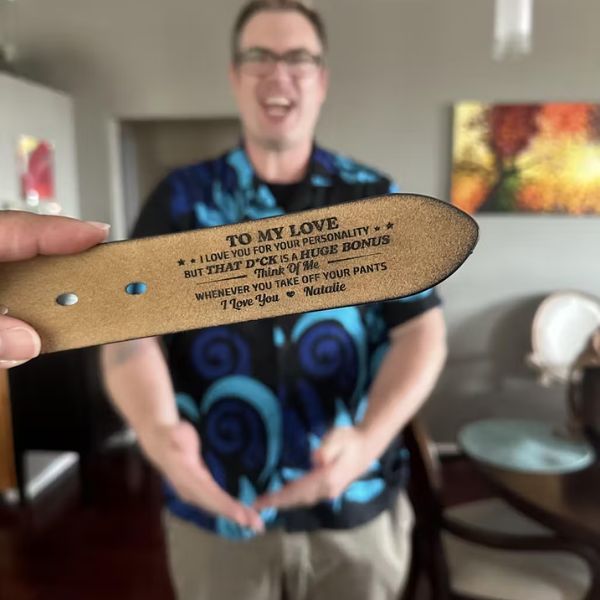 TO MY LOVE
I LOVE YOU FOR YOUR PERSONALITY
BUT THAT D*CK IS A HUGE BONUS
Think Of Me
WHENEVER YOU TAKE OFF YOUR PANTS
I Love You ♥ Natalie